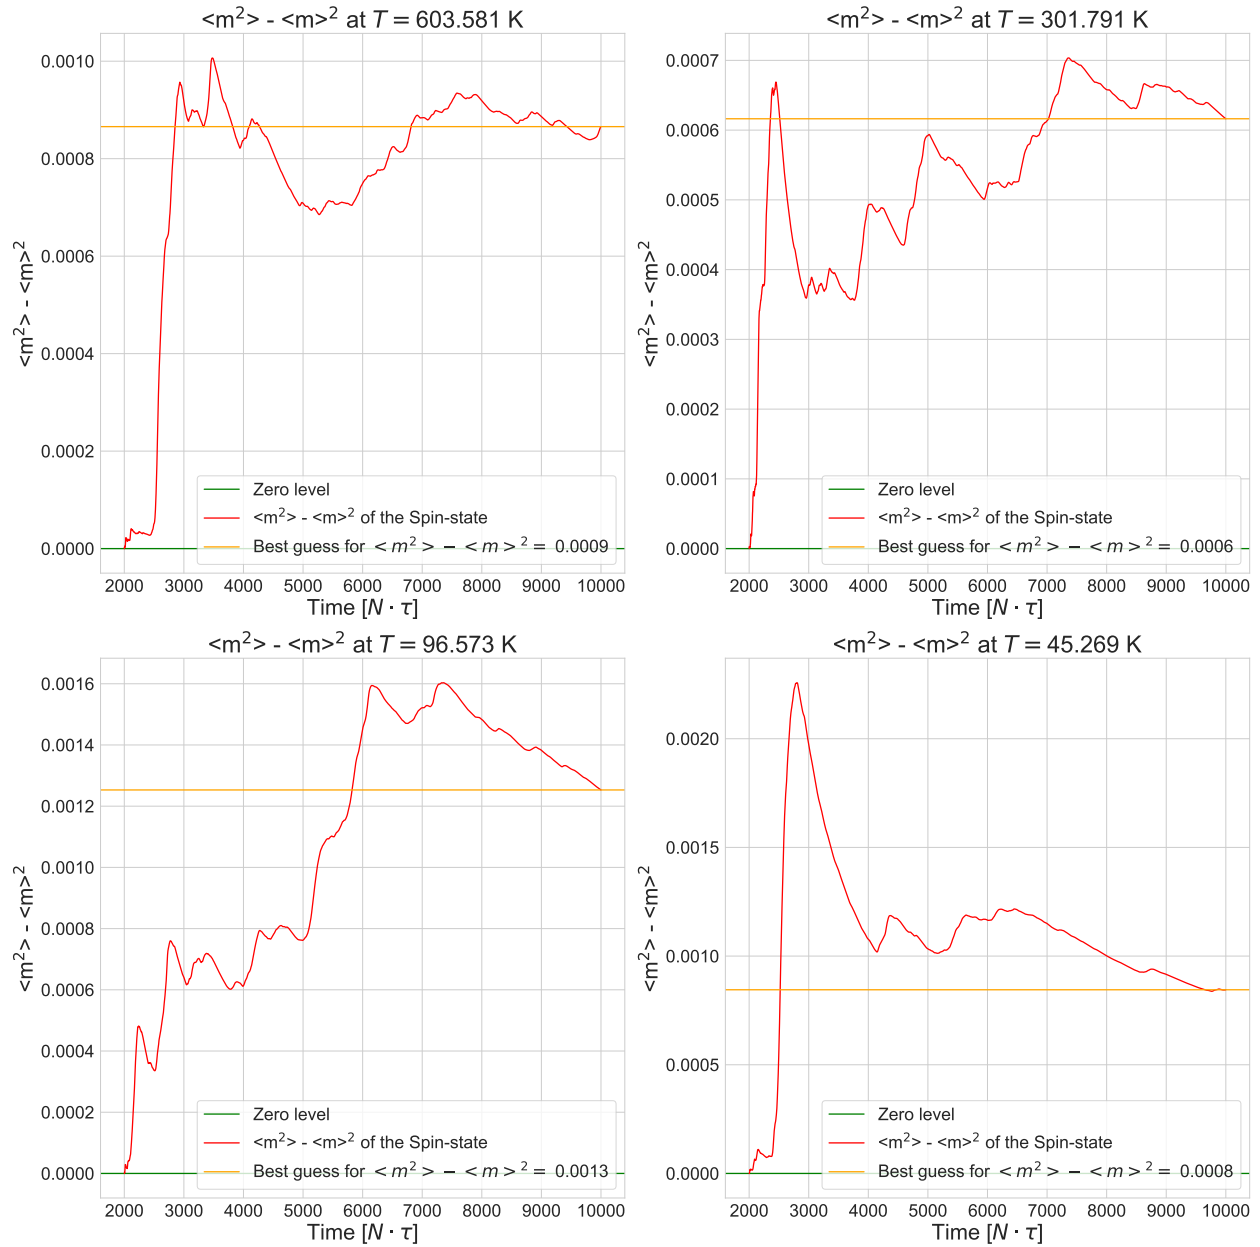 <m²> - <m>² at T = 603.581 K
<m²> - <m>²
0.0010
0.0008
0.0006
0.0004
0.0002
0.0000
Zero level
<m²> - <m>² of the Spin-state
Best guess for < m² > − < m >² = 0.0009
2000 3000 4000 5000 6000 7000 8000 9000 10000
Time [N · τ]
<m²> - <m>² at T = 301.791 K
<m²> - <m>²
0.0007
0.0006
0.0005
0.0004
0.0003
0.0002
0.0001
0.0000
Zero level
<m²> - <m>² of the Spin-state
Best guess for < m² > − < m >² = 0.0006
2000 3000 4000 5000 6000 7000 8000 9000 10000
Time [N · τ]
<m²> - <m>² at T = 96.573 K
<m²> - <m>²
0.0016
0.0014
0.0012
0.0010
0.0008
0.0006
0.0004
0.0002
0.0000
Zero level
<m²> - <m>² of the Spin-state
Best guess for < m² > − < m >² = 0.0013
2000 3000 4000 5000 6000 7000 8000 9000 10000
Time [N · τ]
<m²> - <m>² at T = 45.269 K
<m²> - <m>²
0.0020
0.0015
0.0010
0.0005
0.0000
Zero level
<m²> - <m>² of the Spin-state
Best guess for < m² > − < m >² = 0.0008
2000 3000 4000 5000 6000 7000 8000 9000 10000
Time [N · τ]